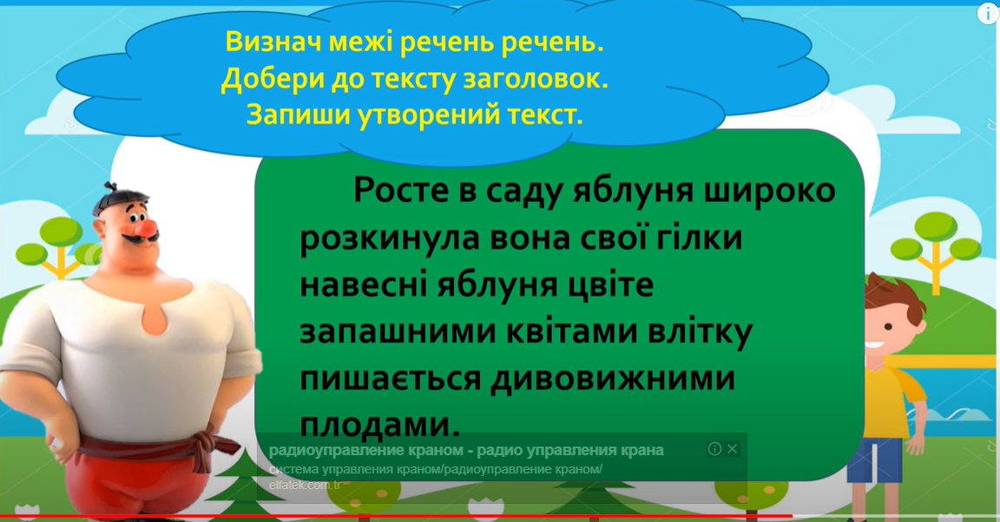 Визнач межі речень речень.
Добери до тексту заголовок.
Запиши утворений текст.
Росте в саду яблуня широко
розкинула вона свої гілки
навесні яблуня цвіте
запашними квітами влітку
пишається дивовижними
плодами.
радиоуправление краном - радио управления крана
система управления краном/радиоуправление краном/
elfatek.com.tr